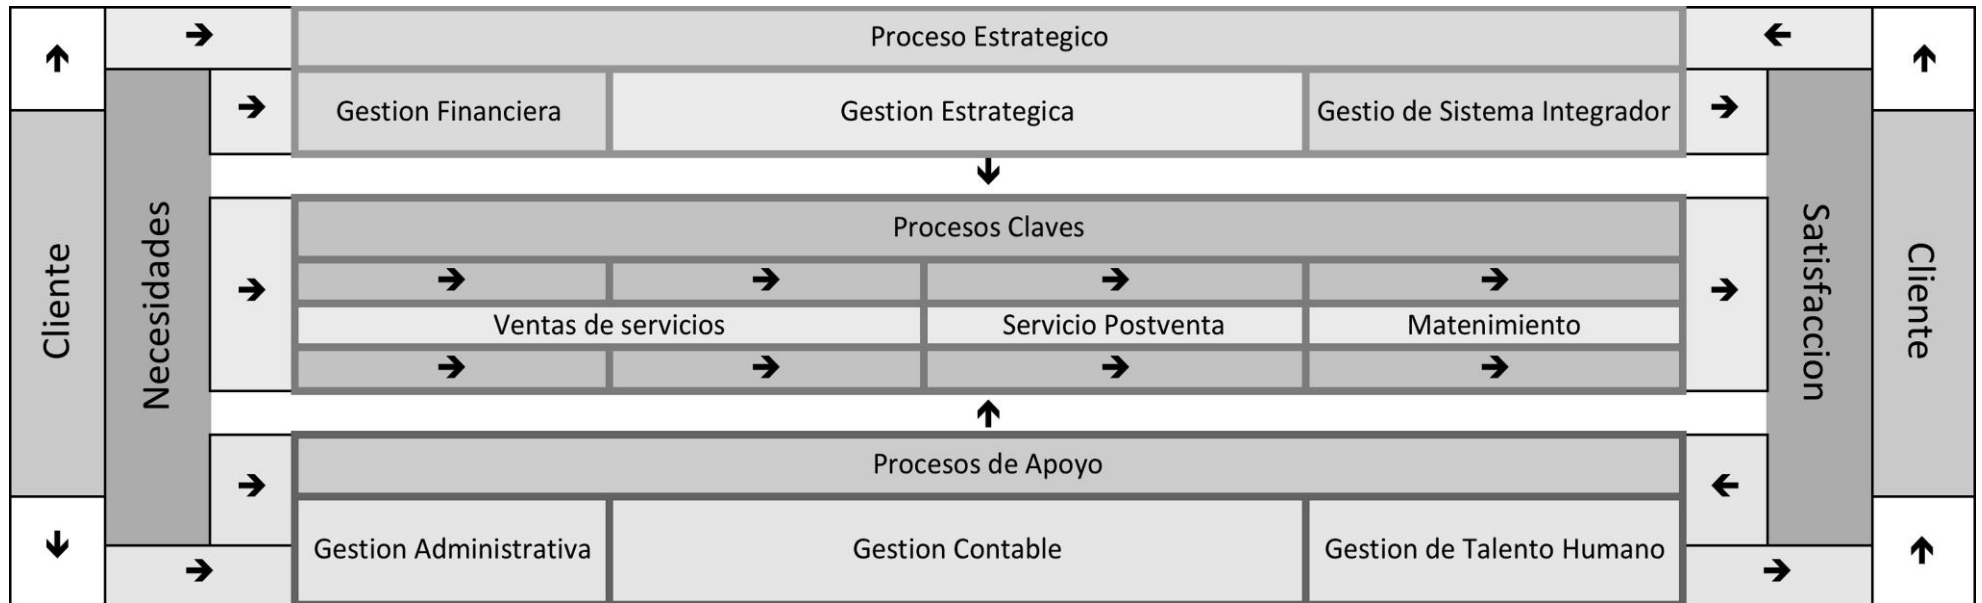 Proceso Estrategico
Gestion Financiera
Gestion Estrategica
Gestio de Sistema Integrador
Cliente
Necesidades
Procesos Claves
Ventas de servicios
Servicio Postventa
Matenimiento
Satisfaccion
Cliente
Procesos de Apoyo
Gestion Administrativa
Gestion Contable
Gestion de Talento Humano